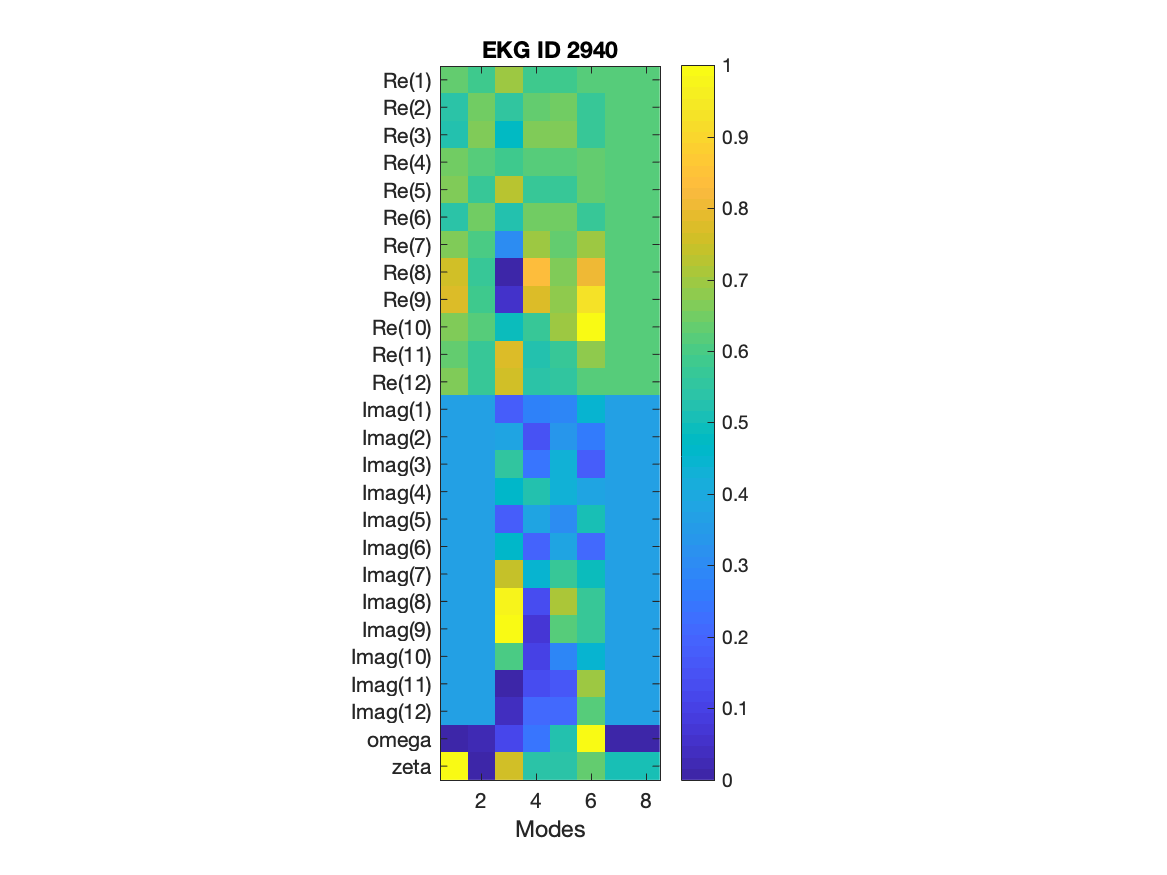 EKG ID 2940
Re(1)
Re(2)
Re(3)
Re(4)
Re(5)
Re(6)
Re(7)
Re(8)
Re(9)
Re(10)
Re(11)
Re(12)
Imag(1)
Imag(2)
Imag(3)
Imag(4)
Imag(5)
Imag(6)
Imag(7)
Imag(8)
Imag(9)
Imag(10)
Imag(11)
Imag(12)
omega
zeta
2 4 6 8
Modes
1
0.9
0.8
0.7
0.6
0.5
0.4
0.3
0.2
0.1
0